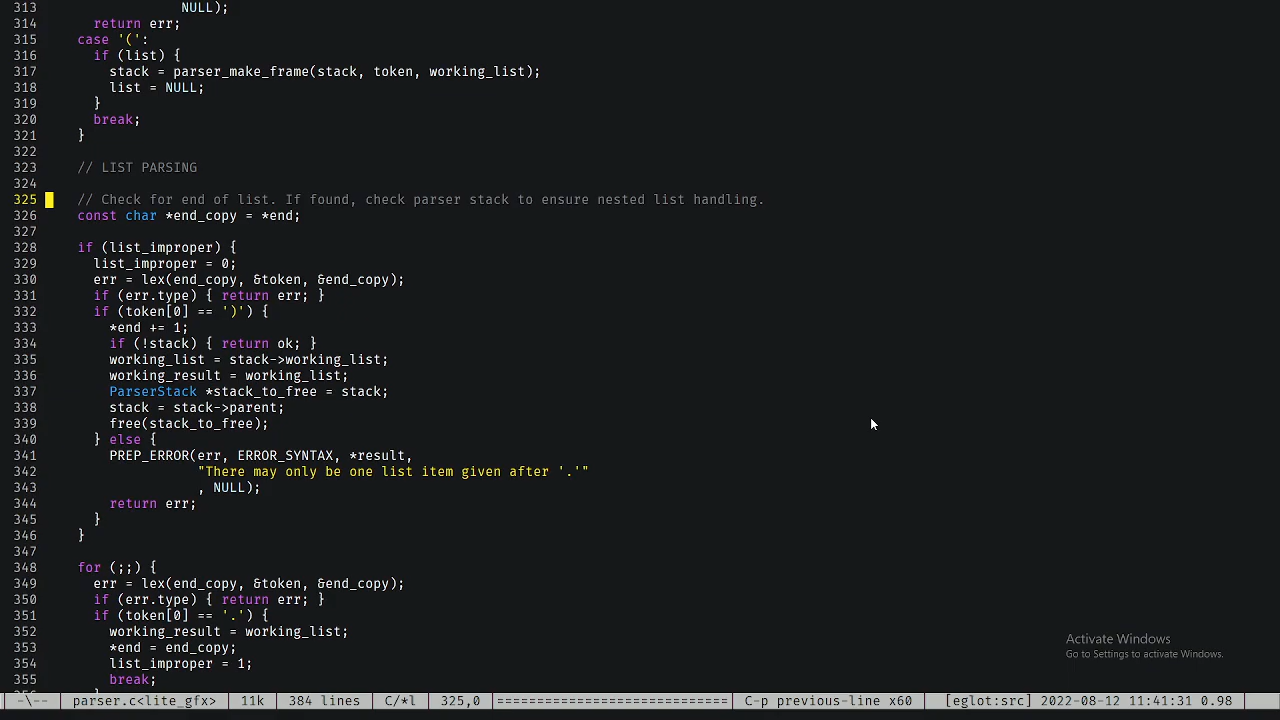 313                  NULL);
314       return err;
315     case '(':
316       if (list) {
317         stack = parser_make_frame(stack, token, working_list);
318         list = NULL;
319       }
320       break;
321     }
322
323     // LIST PARSING
324
325     // Check for end of list. If found, check parser stack to ensure nested list handling.
326     const char *end_copy = *end;
327
328     if (list_improper) {
329       list_improper = 0;
330       err = lex(end_copy, &token, &end_copy);
331       if (err.type) { return err; }
332       if (token[0] == ')') {
333         *end += 1;
334         if (!stack) { return ok; }
335         working_list = stack->working_list;
336         working_result = working_list;
337         ParserStack *stack_to_free = stack;
338         stack = stack->parent;
339         free(stack_to_free);
340       } else {
341         PREP_ERROR(err, ERROR_SYNTAX, *result,
342                    "There may only be one list item given after '.'"
343                    , NULL);
344         return err;
345       }
346     }
347
348     for (;;) {
349       err = lex(end_copy, &token, &end_copy);
350       if (err.type) { return err; }
351       if (token[0] == '.') {
352         working_result = working_list;
353         *end = end_copy;
354         list_improper = 1;
355         break;
Activate Windows
Go to Settings to activate Windows.
-\-- parser.c<lite_gfx> 11k 384 lines C/*l 325,0 ============================= C-p previous-line x60 [eglot:src] 2022-08-12 11:41:31 0.98